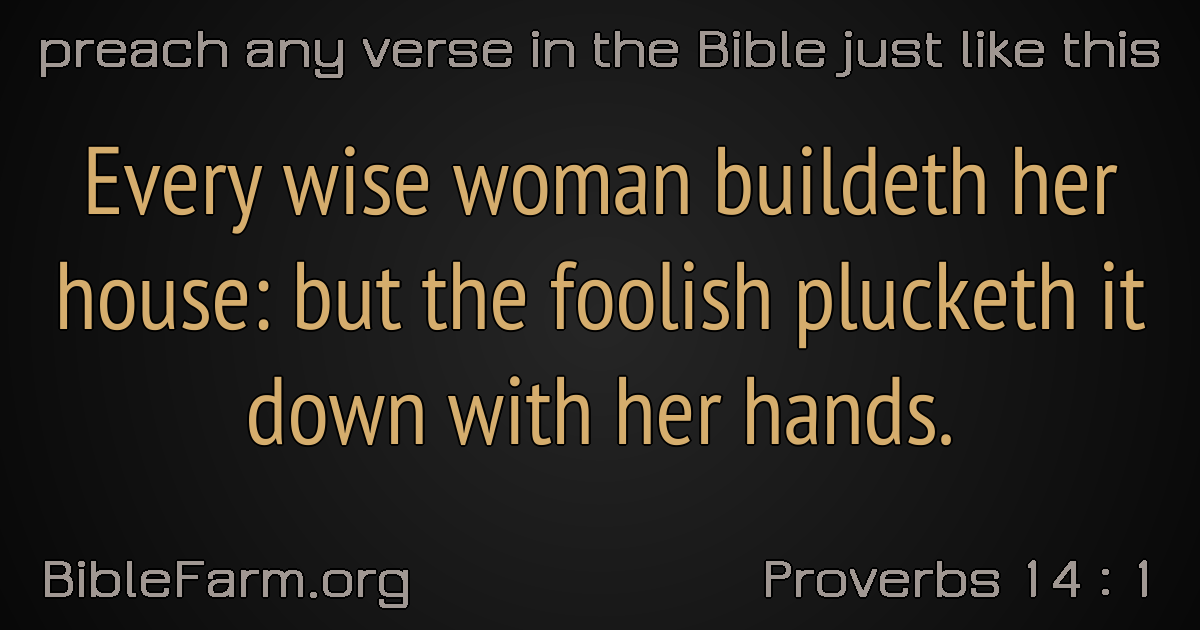 preach any verse in the Bible just like this
Every wise woman buildeth her
house: but the foolish plucketh it
down with her hands.
BibleFarm.org
Proverbs 14 : 1